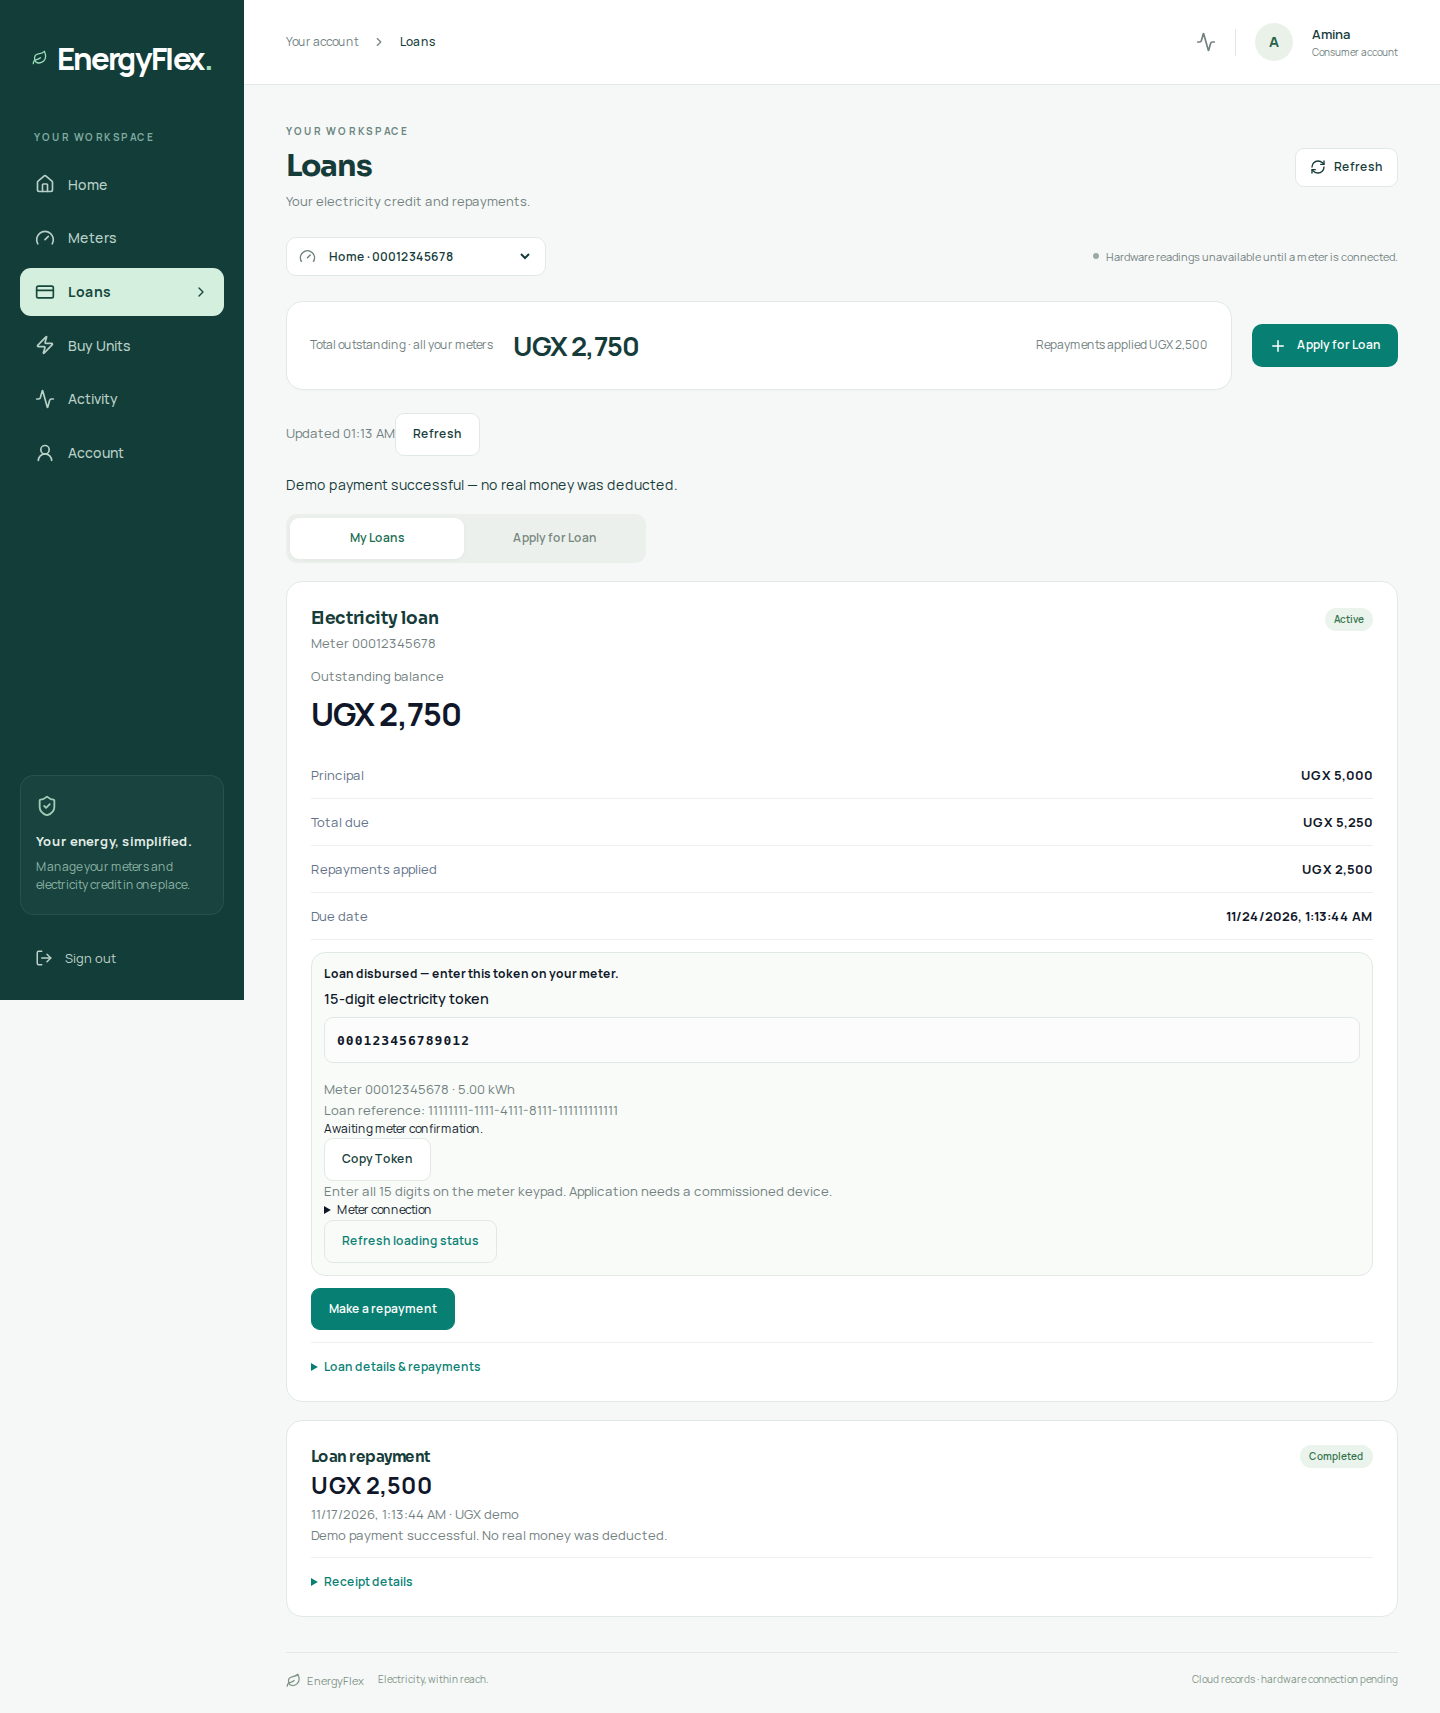 EnergyFlex.
YOUR WORKSPACE
Home
Meters
Loans
Buy Units
Activity
Account
Your energy, simplified.
Manage your meters and
electricity credit in one place.
Sign out
Your account > Loans
A
Amina
Consumer account
YOUR WORKSPACE
Loans
Your electricity credit and repayments.
Refresh
Home · 00012345678
Hardware readings unavailable until a meter is connected.
Total outstanding · all your meters UGX 2,750
Repayments applied UGX 2,500
Apply for Loan
Updated 01:13 AM
Refresh
Demo payment successful — no real money was deducted.
My Loans
Apply for Loan
Electricity loan
Active
Meter 00012345678
Outstanding balance
UGX 2,750
Principal UGX 5,000
Total due UGX 5,250
Repayments applied UGX 2,500
Due date 11/24/2026, 1:13:44 AM
Loan disbursed — enter this token on your meter.
15-digit electricity token
000123456789012
Meter 00012345678 · 5.00 kWh
Loan reference: 11111111-1111-4111-8111-111111111111
Awaiting meter confirmation.
Copy Token
Enter all 15 digits on the meter keypad. Application needs a commissioned device.
Meter connection
Refresh loading status
Make a repayment
Loan details & repayments
Loan repayment
Completed
UGX 2,500
11/17/2026, 1:13:44 AM · UGX demo
Demo payment successful. No real money was deducted.
Receipt details
EnergyFlex Electricity, within reach.
Cloud records · hardware connection pending